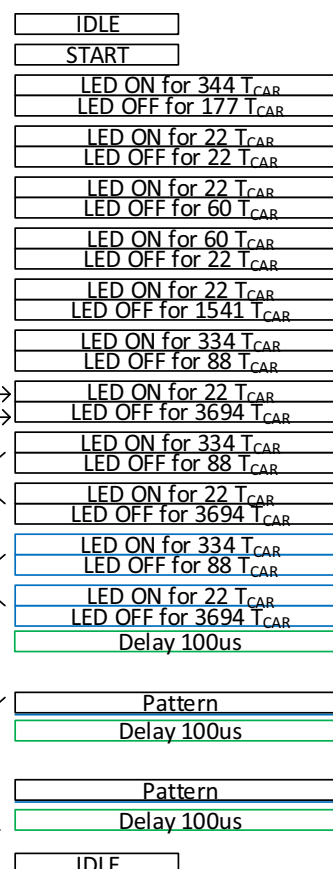 IDLE
START
LED ON for 344 TCAR
LED OFF for 177 TCAR
LED ON for 22 TCAR
LED OFF for 22 TCAR
LED ON for 22 TCAR
LED OFF for 60 TCAR
LED ON for 60 TCAR
LED OFF for 22 TCAR
LED ON for 22 TCAR
LED OFF for 1541 TCAR
LED ON for 334 TCAR
LED OFF for 88 TCAR
LED ON for 22 TCAR
LED OFF for 3694 TCAR
LED ON for 334 TCAR
LED OFF for 88 TCAR
LED ON for 22 TCAR
LED OFF for 3694 TCAR
LED ON for 334 TCAR
LED OFF for 88 TCAR
LED ON for 22 TCAR
LED OFF for 3694 TCAR
Delay 100us
Pattern
Delay 100us
Pattern
Delay 100us
IDLE